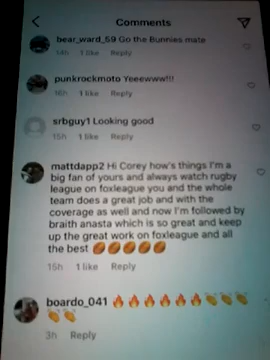 Comments
bear_ward_59 Go the Bunnies mate
14h 1 like Reply
punkrockmoto Yeewwww!!!
16h 1 like Reply
srbguy1 Looking good
15h 1 like Reply
mattdapp2 Hi Corey how's things I'm a
big fan of yours and always watch rugby
league on foxleague you and the whole
team does a great job and with the
coverage as well and now I'm followed by
braith anasta which is so great and keep
up the great work on foxleague and all
the best 🏉🏉🏉🏉🏉
15h 1 like Reply
boardo_041 🔥🔥🔥🔥🔥🔥👏👏👏
👏👏
3h Reply